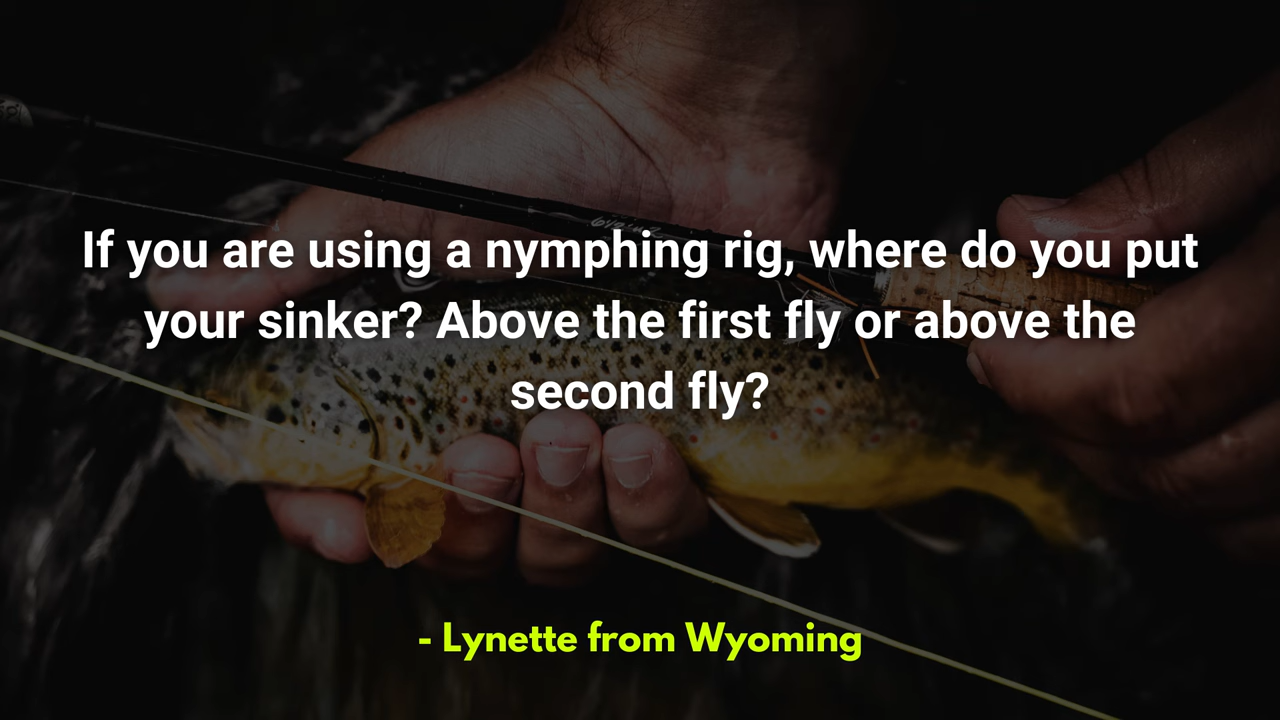 If you are using a nymphing rig, where do you put
your sinker? Above the first fly or above the
second fly?
- Lynette from Wyoming